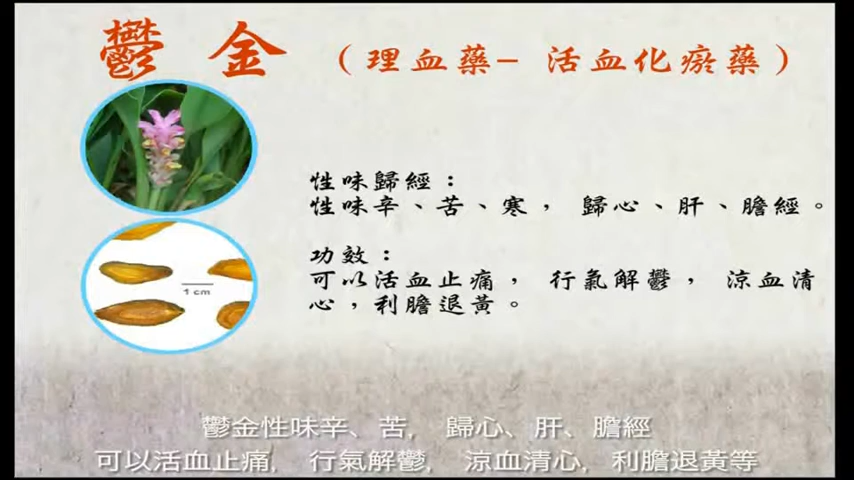 鬱金 (理血藥- 活血化瘀藥)
性味歸經：
性味辛、苦、寒， 歸心、肝、膽經。
功效：
可以活血止痛， 行氣解鬱， 涼血清
心，利膽退黃。
1 cm
鬱金性味辛、苦, 歸心、肝、膽經
可以活血止痛, 行氣解鬱, 涼血清心, 利膽退黃等